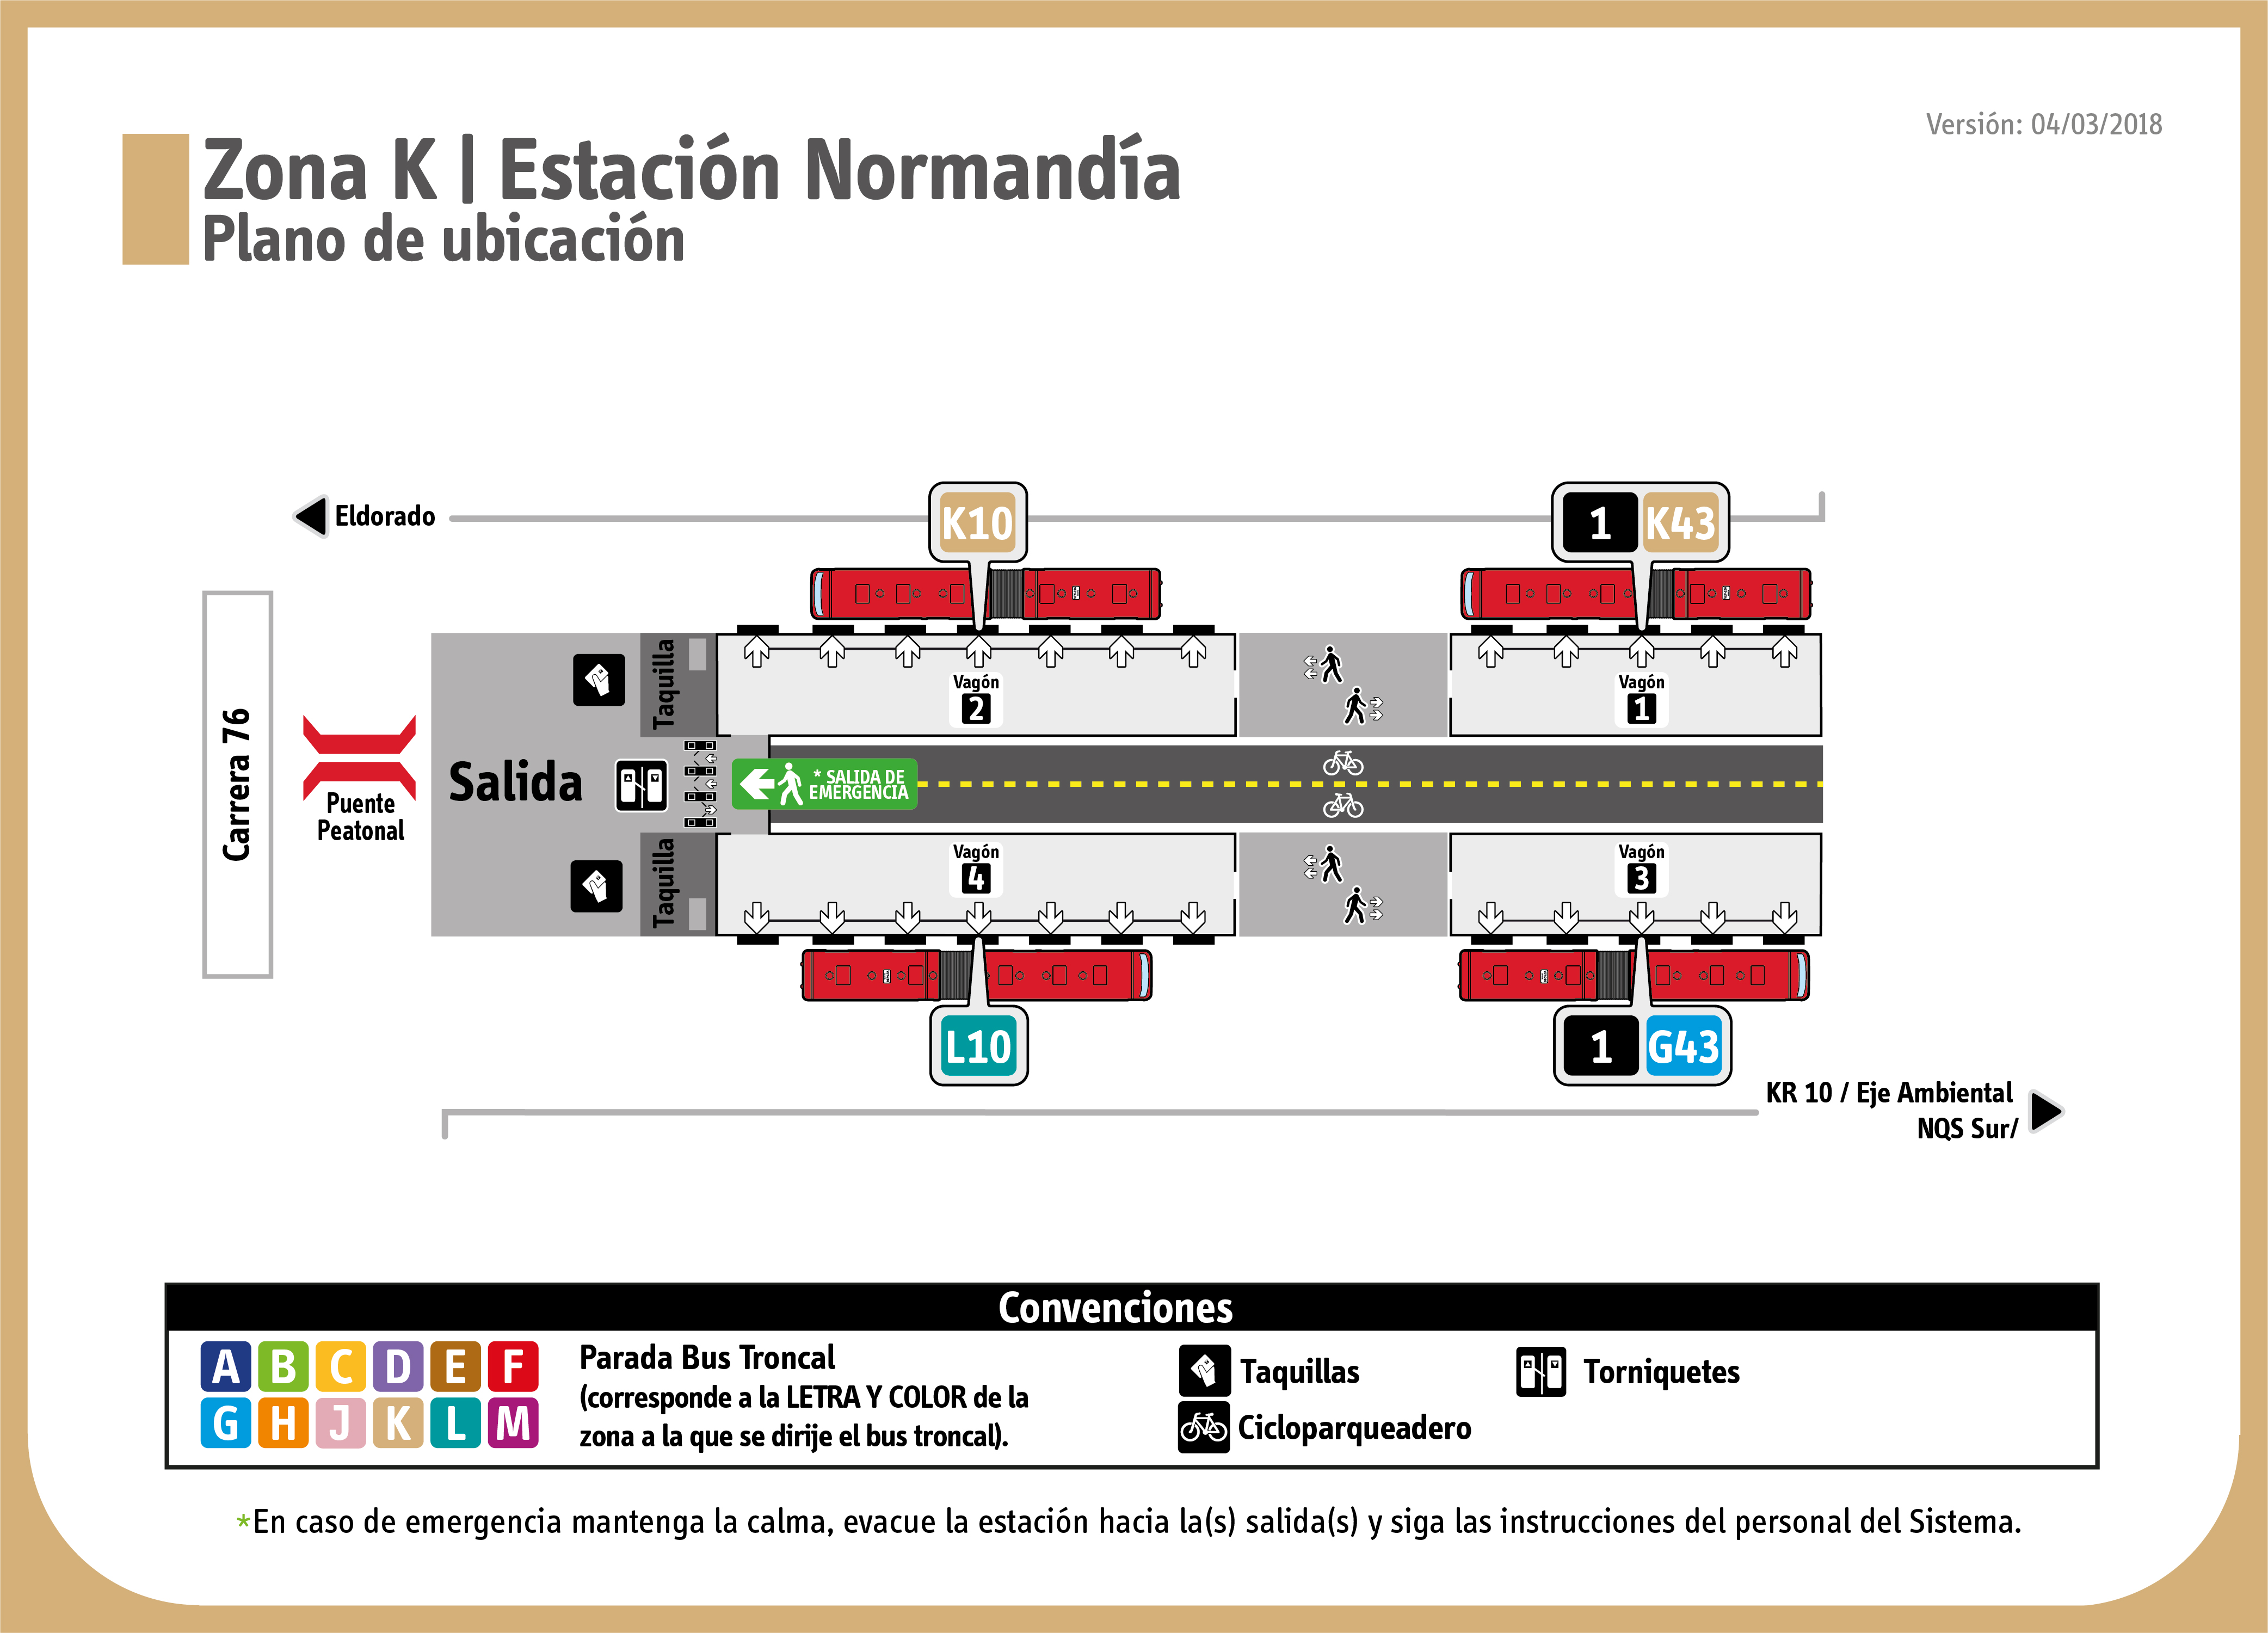 Versión: 04/03/2018
Zona K | Estación Normandía
Plano de ubicación
Eldorado
K10
1 K43
Carrera 76
Puente
Peatonal
Salida
Taquilla
Taquilla
Vagón
2
Vagón
1
* SALIDA DE
EMERGENCIA
Vagón
4
Vagón
3
L10
1 G43
KR 10 / Eje Ambiental
NQS Sur/
Convenciones
A B C D E F
G H J K L M
Parada Bus Troncal
(corresponde a la LETRA Y COLOR de la
zona a la que se dirije el bus troncal).
Taquillas
Cicloparqueadero
Torniquetes
*En caso de emergencia mantenga la calma, evacue la estación hacia la(s) salida(s) y siga las instrucciones del personal del Sistema.